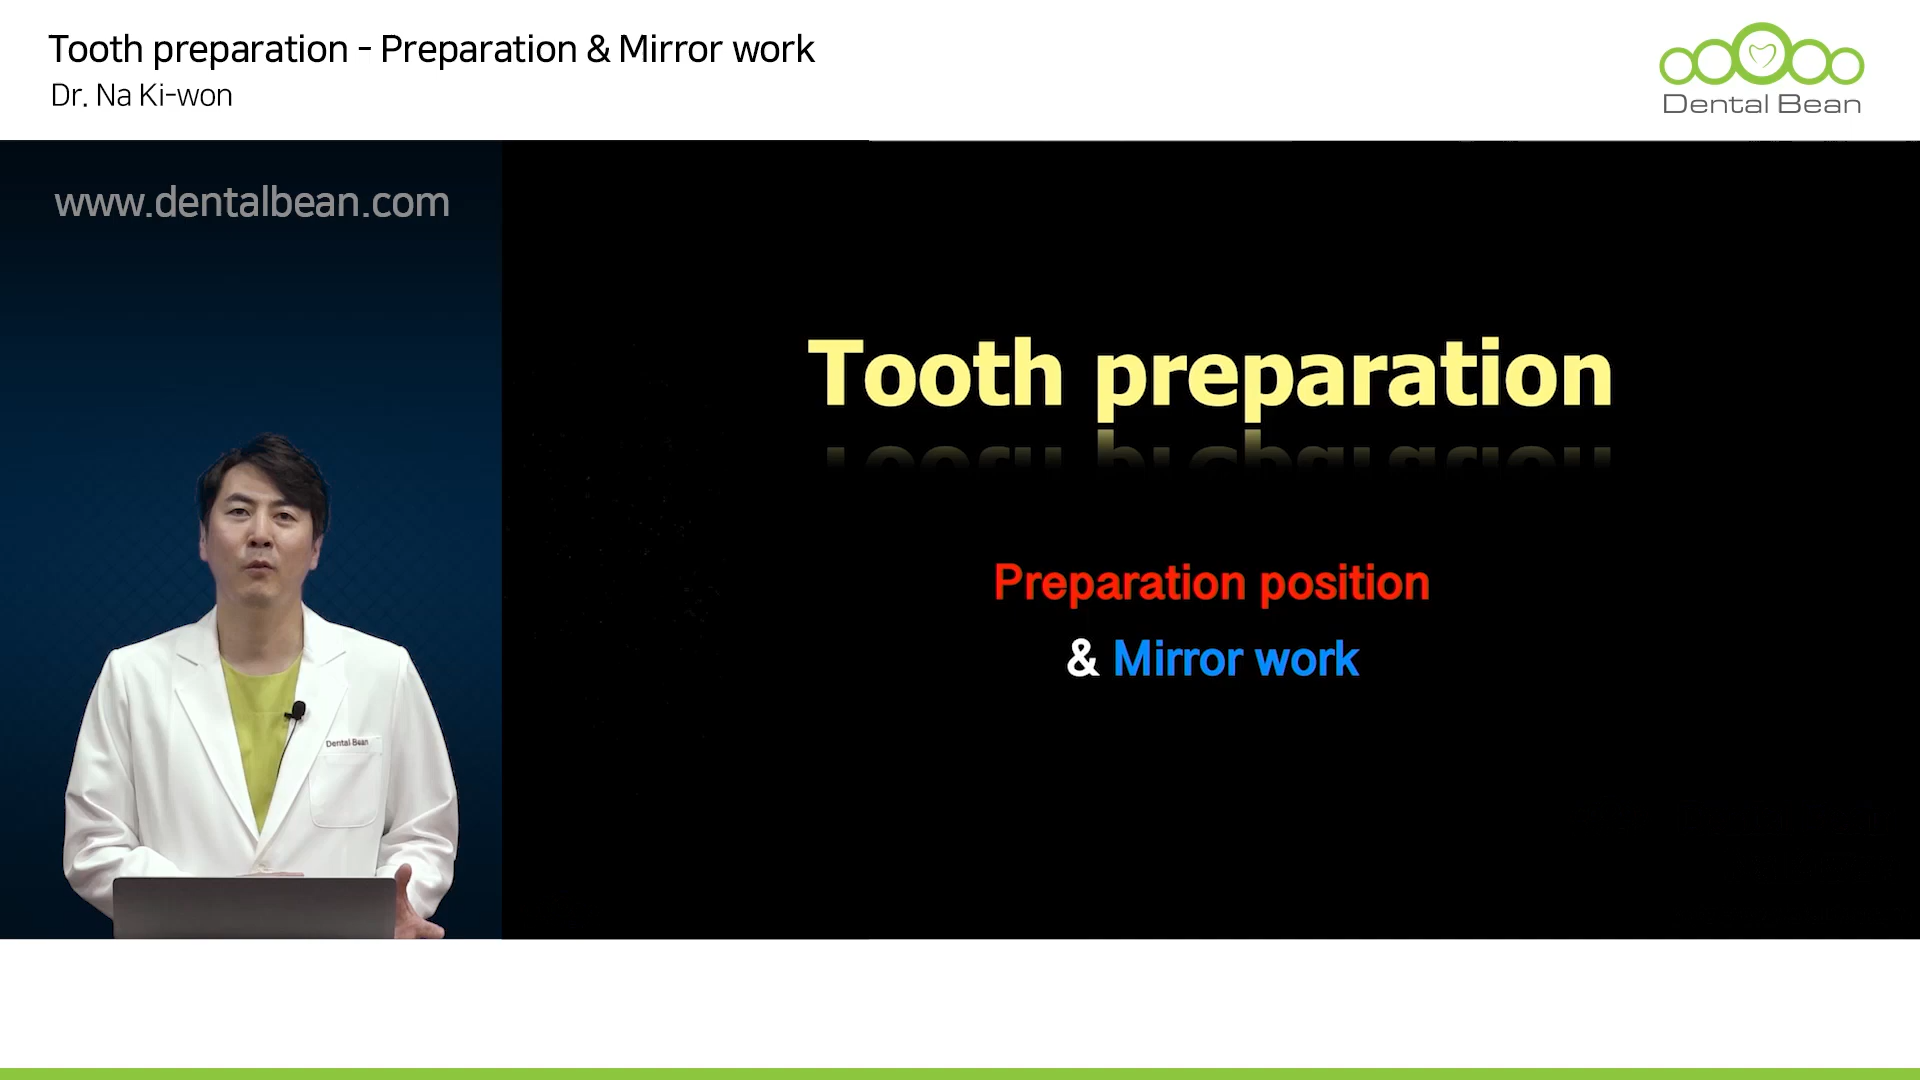 Tooth preparation - Preparation & Mirror work
Dr. Na Ki-won
Dental Bean
www.dentalbean.com
Tooth preparation
Preparation position
& Mirror work
Dental Bean